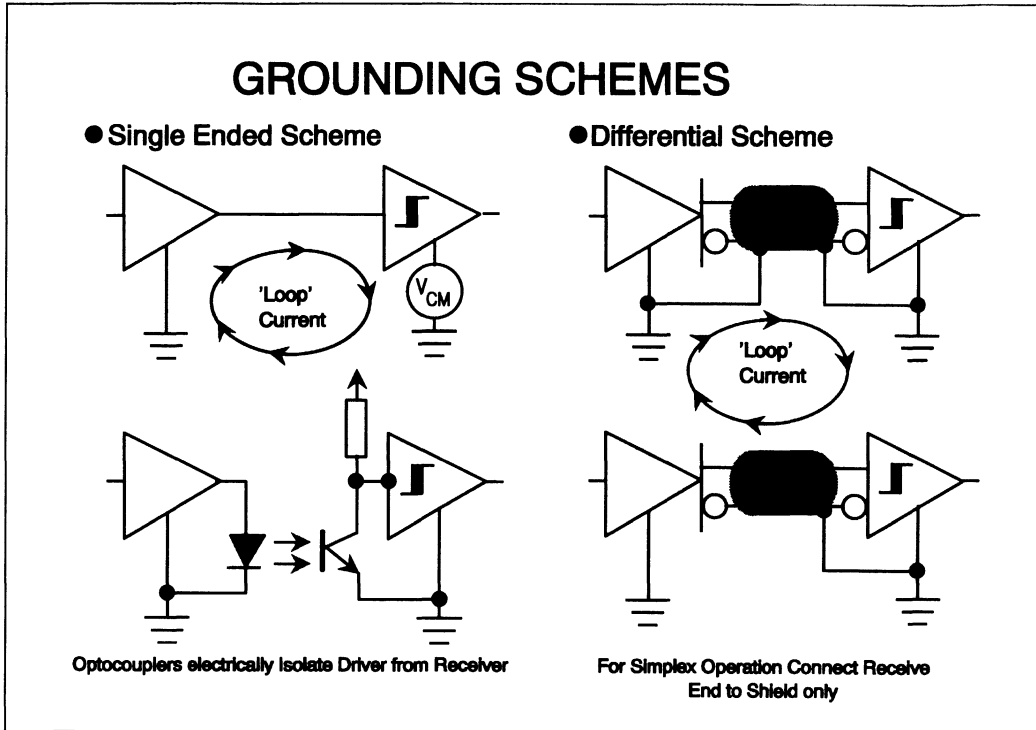 GROUNDING SCHEMES
● Single Ended Scheme
'Loop'
Current
VCM
Optocouplers electrically Isolate Driver from Receiver
● Differential Scheme
'Loop'
Current
For Simplex Operation Connect Receive
End to Shield only